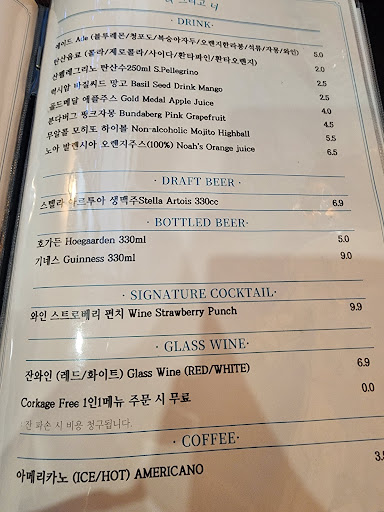 그리고 너
· DRINK ·
에이드 Ade (블루레몬/청포도/복숭아자두/오렌지한라봉/석류/자몽/와인) 5.0
탄산음료 (콜라/제로콜라/사이다/환타파인/환타오렌지) 2.0
산펠레그리노 탄산수250ml S.Pellegrino 2.5
럭시암 바질씨드 망고 Basil Seed Drink Mango 2.5
골드메달 애플주스 Gold Medal Apple Juice 4.0
분다버그 핑크자몽 Bundaberg Pink Grapefruit 4.5
무알콜 모히또 하이볼 Non-alcoholic Mojito Highball 5.5
노아 발렌시아 오렌지주스(100%) Noah's Orange juice 6.5
· DRAFT BEER ·
스텔라 아르투아 생맥주Stella Artois 330cc 6.9
· BOTTLED BEER ·
호가든 Hoegaarden 330ml 5.0
기네스 Guinness 330ml 9.0
· SIGNATURE COCKTAIL ·
와인 스트로베리 펀치 Wine Strawberry Punch 9.9
· GLASS WINE ·
잔와인 (레드/화이트) Glass Wine (RED/WHITE) 6.9
Corkage Free 1인1메뉴 주문 시 무료 0.0
잔 파손 시 비용 청구됩니다.
· COFFEE ·
아메리카노 (ICE/HOT) AMERICANO